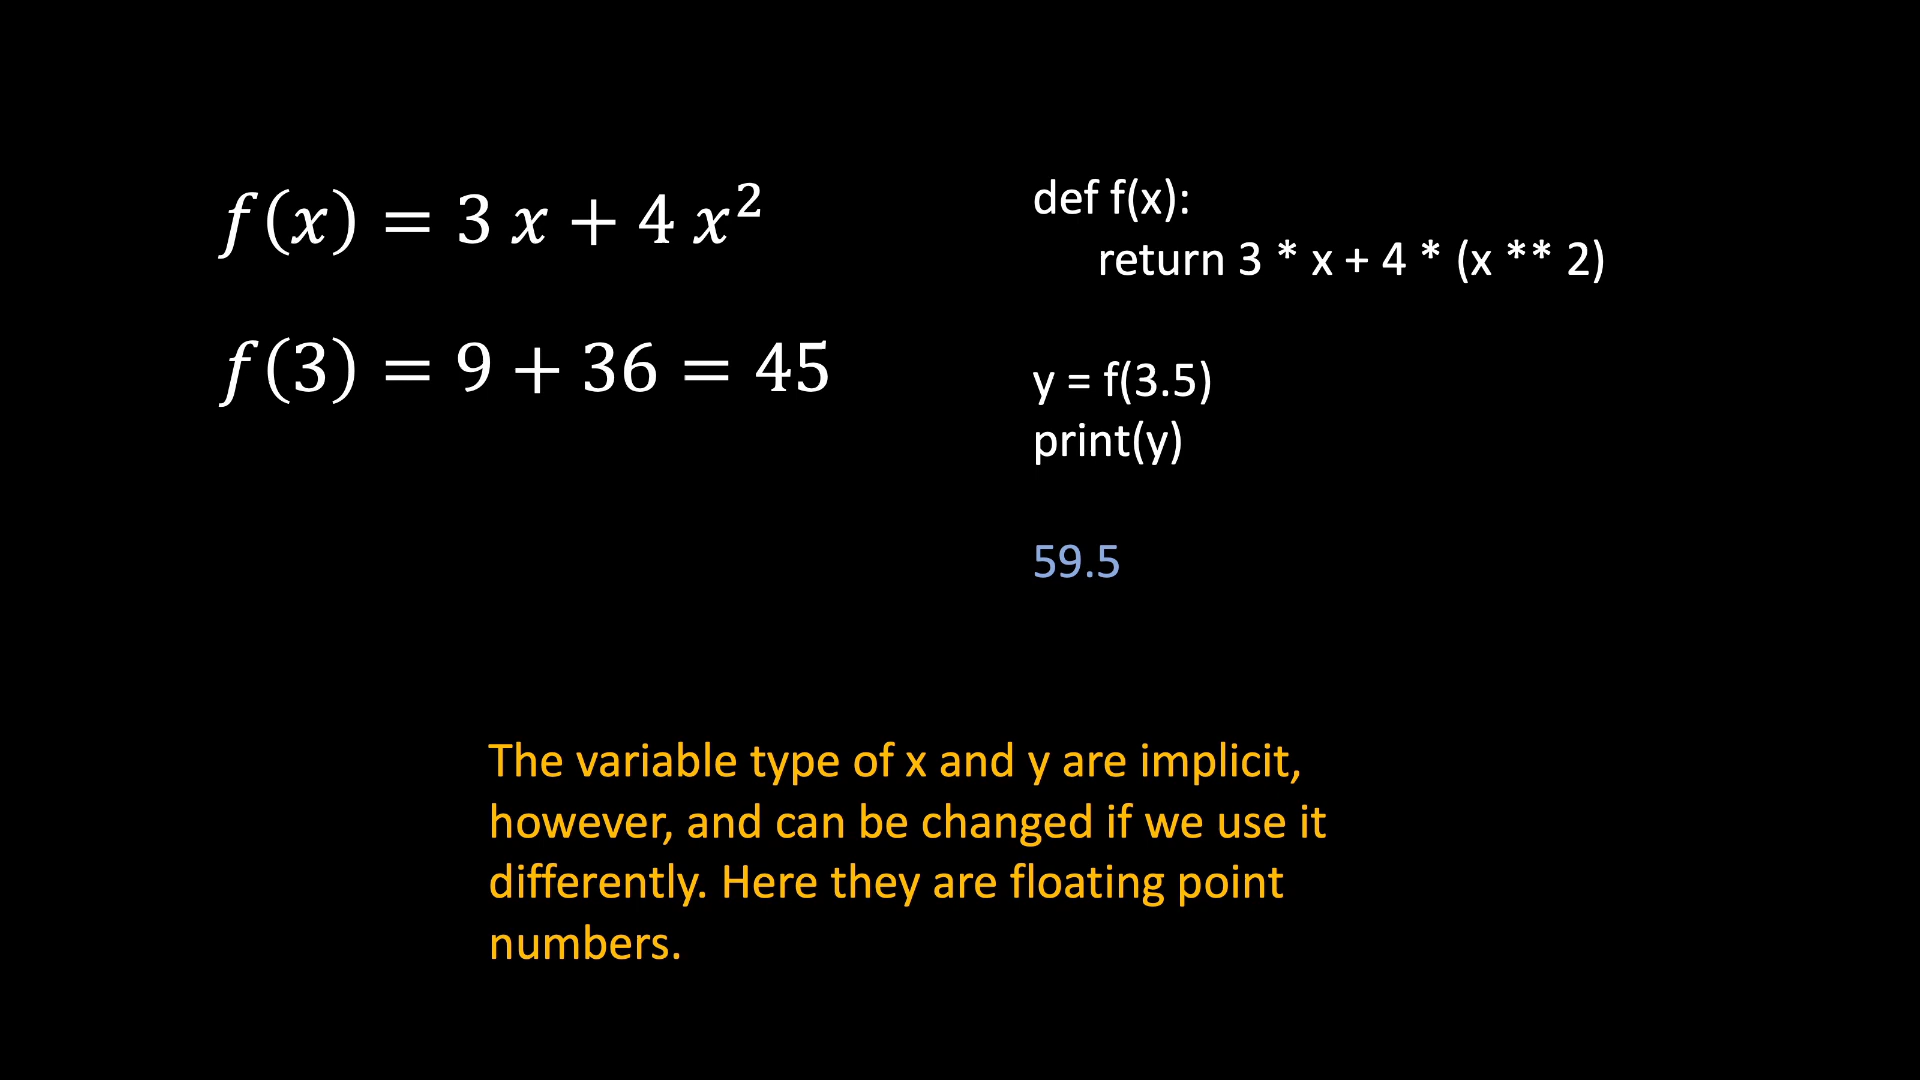 f(x) = 3 x + 4 x²
f(3) = 9 + 36 = 45
def f(x):
return 3 * x + 4 * (x ** 2)
y = f(3.5)
print(y)
59.5
The variable type of x and y are implicit,
however, and can be changed if we use it
differently. Here they are floating point
numbers.